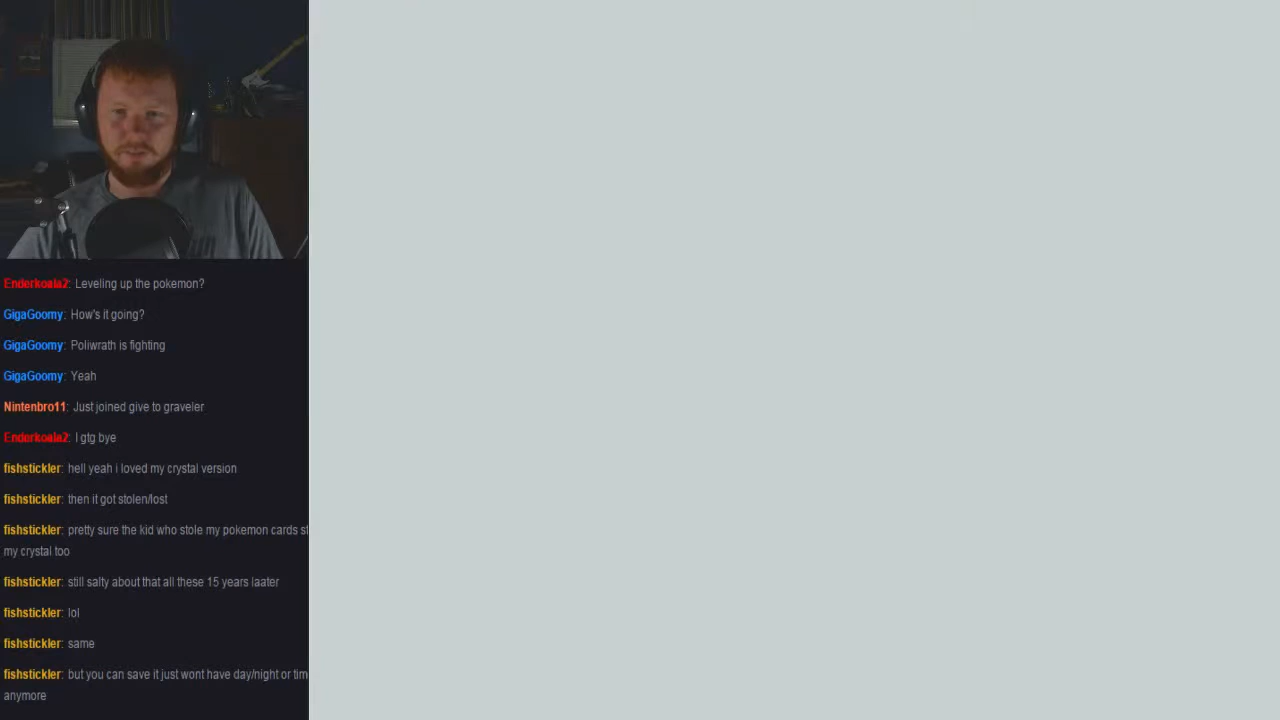 Enderkoala2: Leveling up the pokemon?
GigaGoomy: How's it going?
GigaGoomy: Poliwrath is fighting
GigaGoomy: Yeah
Nintenbro11: Just joined give to graveler
Enderkoala2: I gtg bye
fishstickler: hell yeah i loved my crystal version
fishstickler: then it got stolen/lost
fishstickler: pretty sure the kid who stole my pokemon cards st
my crystal too
fishstickler: still salty about that all these 15 years laater
fishstickler: lol
fishstickler: same
fishstickler: but you can save it just wont have day/night or tim
anymore